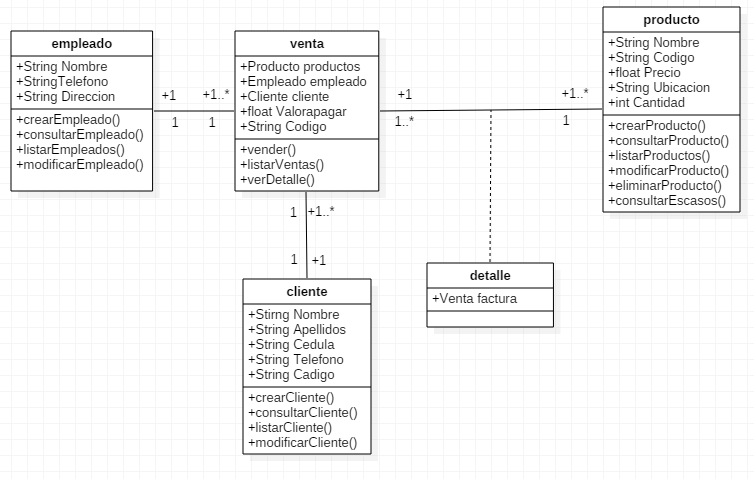 empleado
+String Nombre
+StringTelefono
+String Direccion
+crearEmpleado()
+consultarEmpleado()
+listarEmpleados()
+modificarEmpleado()
+1
+1..*
1
1
venta
+Producto productos
+Empleado empleado
+Cliente cliente
+float Valorapagar
+String Codigo
+vender()
+listarVentas()
+verDetalle()
+1
+1..*
1..*
1
producto
+String Nombre
+String Codigo
+float Precio
+String Ubicacion
+int Cantidad
+crearProducto()
+consultarProducto()
+listarProductos()
+modificarProducto()
+eliminarProducto()
+consultarEscasos()
1
+1..*
1
+1
cliente
+Stirng Nombre
+String Apellidos
+String Cedula
+String Telefono
+String Cadigo
+crearCliente()
+consultarCliente()
+listarCliente()
+modificarCliente()
detalle
+Venta factura